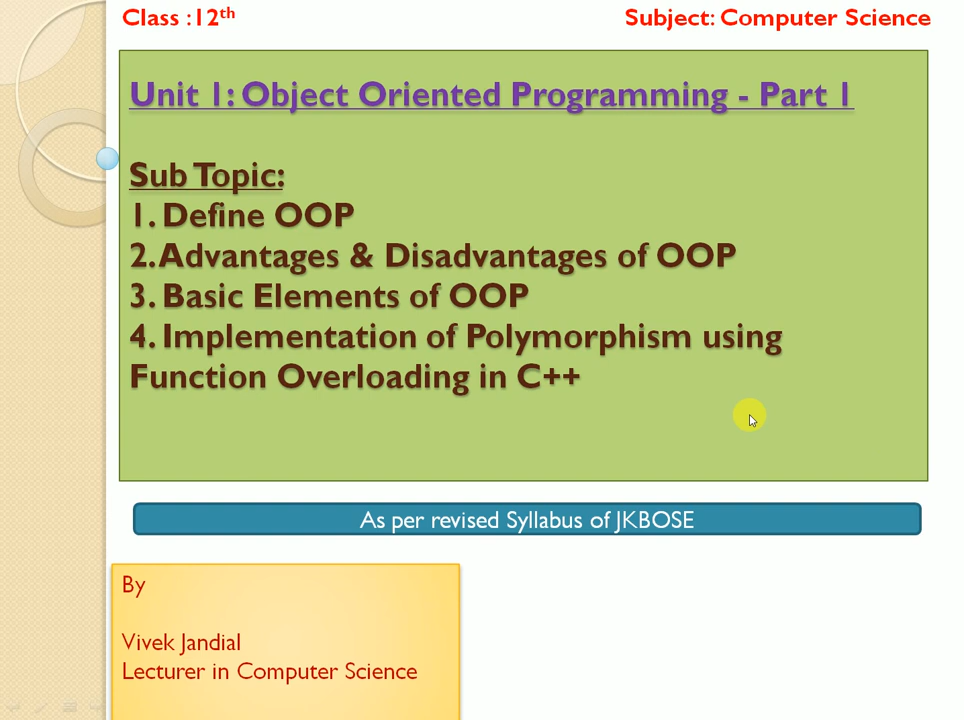 Class :12th
Subject: Computer Science
Unit 1: Object Oriented Programming - Part 1
Sub Topic:
1. Define OOP
2. Advantages & Disadvantages of OOP
3. Basic Elements of OOP
4. Implementation of Polymorphism using
Function Overloading in C++
As per revised Syllabus of JKBOSE
By
Vivek Jandial
Lecturer in Computer Science